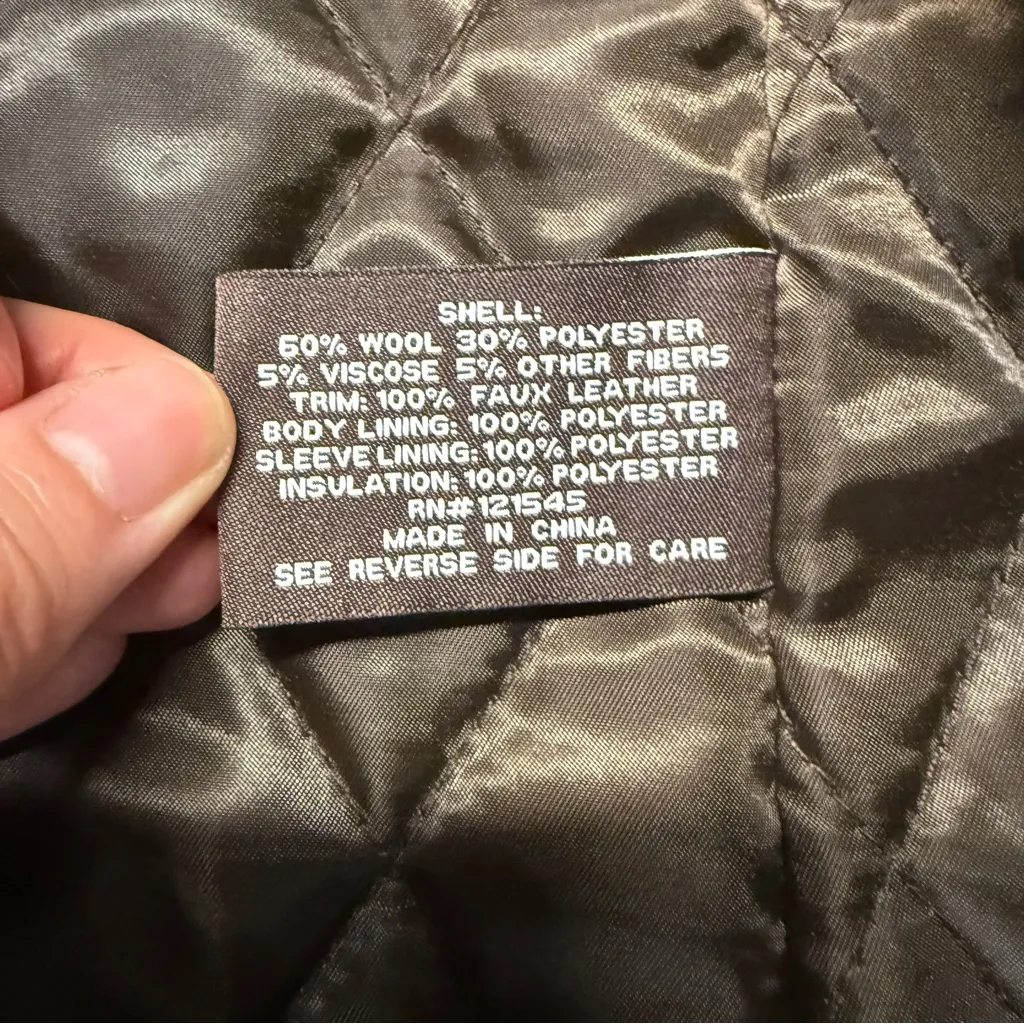 SHELL:
60% WOOL 30% POLYESTER
5% VISCOSE 5% OTHER FIBERS
TRIM: 100% FAUX LEATHER
BODY LINING: 100% POLYESTER
SLEEVE LINING: 100% POLYESTER
INSULATION: 100% POLYESTER
RN# 121545
MADE IN CHINA
SEE REVERSE SIDE FOR CARE